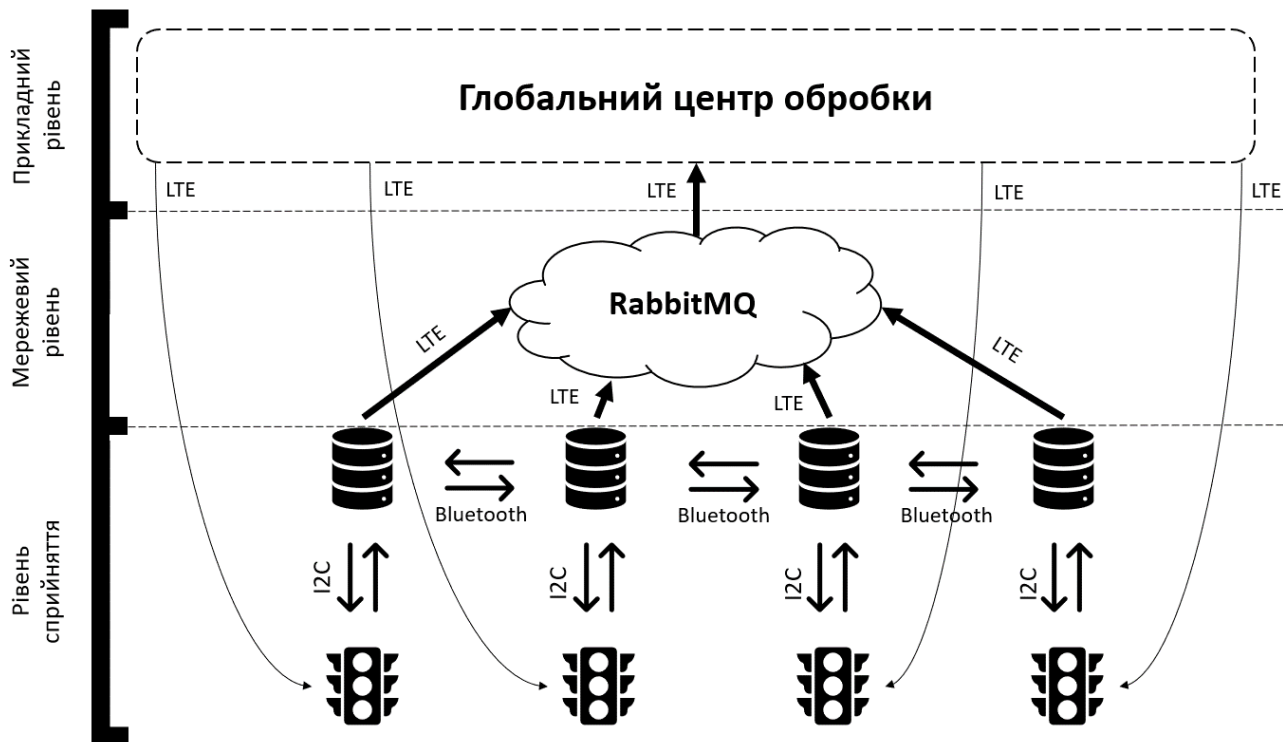 Прикладний
рівень
Глобальний центр обробки
LTE
LTE
LTE
LTE
LTE
Мережевий
рівень
RabbitMQ
LTE
LTE
LTE
LTE
Рівень
сприйняття
Bluetooth
Bluetooth
Bluetooth
I2C
I2C
I2C
I2C